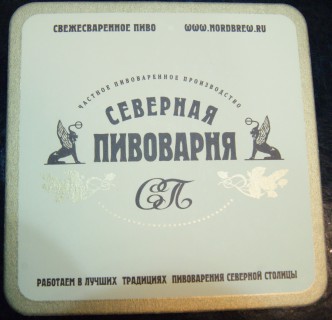 СВЕЖЕСВАРЕННОЕ ПИВО WWW.NORDBREW.RU
ЧАСТНОЕ ПИВОВАРЕННОЕ ПРОИЗВОДСТВО
СЕВЕРНАЯ
ПИВОВАРНЯ
СП
РАБОТАЕМ В ЛУЧШИХ ТРАДИЦИЯХ ПИВОВАРЕНИЯ СЕВЕРНОЙ СТОЛИЦЫ